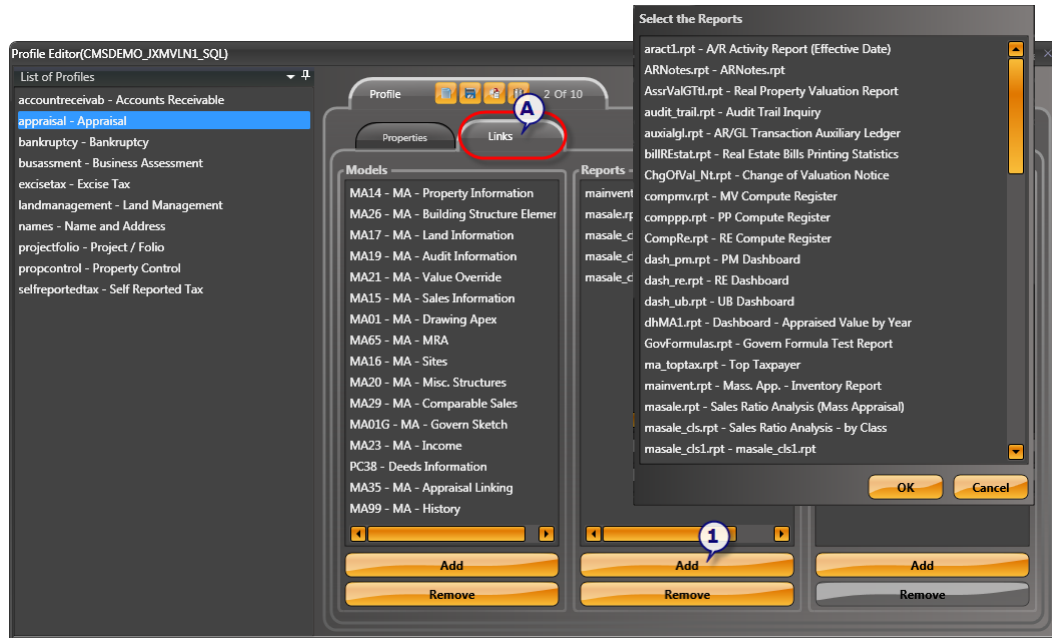 Select the Reports
Profile Editor(CMSDEMO_JXMVLN1_SQL)
List of Profiles
accountreceivab - Accounts Receivable
appraisal - Appraisal
bankruptcy - Bankruptcy
busassment - Business Assessment
excisetax - Excise Tax
landmanagement - Land Management
names - Name and Address
projectfolio - Project / Folio
propcontrol - Property Control
selfreportedtax - Self Reported Tax
Profile
2 Of 10
A
Properties
Links
Models
MA14 - MA - Property Information
MA26 - MA - Building Structure Elemer
MA17 - MA - Land Information
MA19 - MA - Audit Information
MA21 - MA - Value Override
MA15 - MA - Sales Information
MA01 - MA - Drawing Apex
MA65 - MA - MRA
MA16 - MA - Sites
MA20 - MA - Misc. Structures
MA29 - MA - Comparable Sales
MA01G - MA - Govern Sketch
MA23 - MA - Income
PC38 - Deeds Information
MA35 - MA - Appraisal Linking
MA99 - MA - History
Add
Remove
Reports
mainvent
masale.rp
masale_c
masale_c
masale_c
1
Add
Remove
aract1.rpt - A/R Activity Report (Effective Date)
ARNotes.rpt - ARNotes.rpt
AssrValGTtl.rpt - Real Property Valuation Report
audit_trail.rpt - Audit Trail Inquiry
auxialgl.rpt - AR/GL Transaction Auxiliary Ledger
billREstat.rpt - Real Estate Bills Printing Statistics
ChgOfVal_Nt.rpt - Change of Valuation Notice
compmv.rpt - MV Compute Register
comppp.rpt - PP Compute Register
CompRe.rpt - RE Compute Register
dash_pm.rpt - PM Dashboard
dash_re.rpt - RE Dashboard
dash_ub.rpt - UB Dashboard
dhMA1.rpt - Dashboard - Appraised Value by Year
GovFormulas.rpt - Govern Formula Test Report
ma_toptax.rpt - Top Taxpayer
mainvent.rpt - Mass. App. - Inventory Report
masale.rpt - Sales Ratio Analysis (Mass Appraisal)
masale_cls.rpt - Sales Ratio Analysis - by Class
masale_cls1.rpt - masale_cls1.rpt
OK
Cancel
Add
Remove